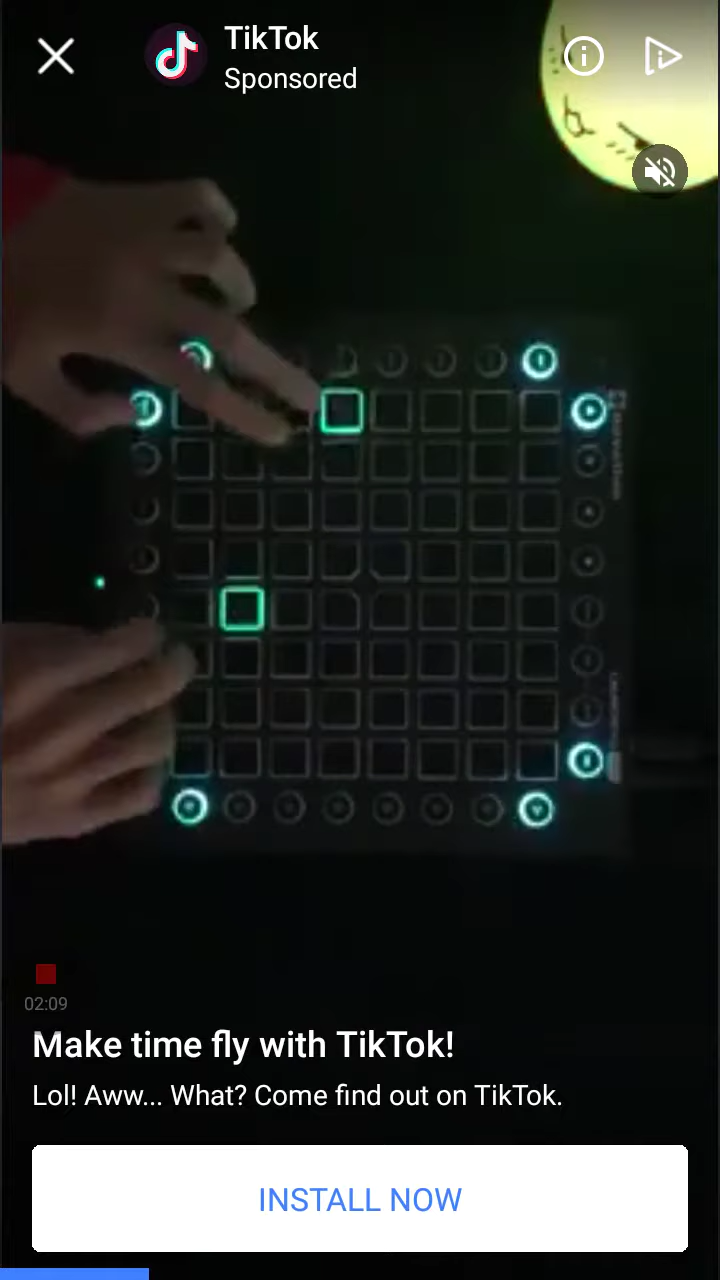 TikTok
Sponsored
02:09
Make time fly with TikTok!
Lol! Aww... What? Come find out on TikTok.
INSTALL NOW